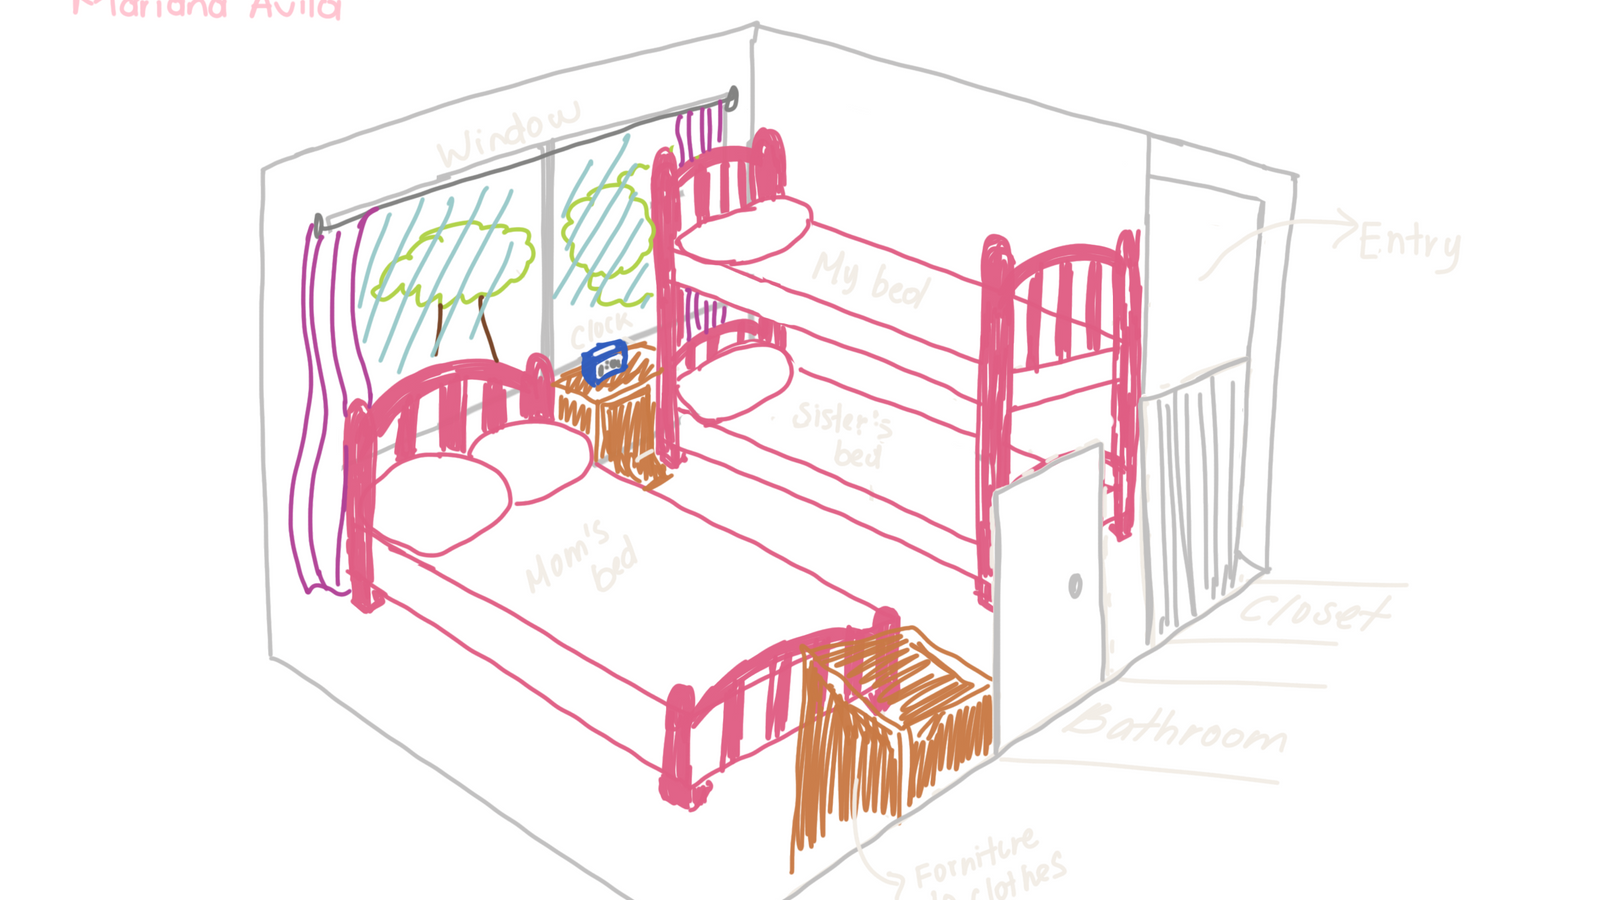 Mariana Avila
Window
Clock
My bed
Entry
Sister's
bed
Mom's
bed
Closet
Bathroom
Forniture
clothes